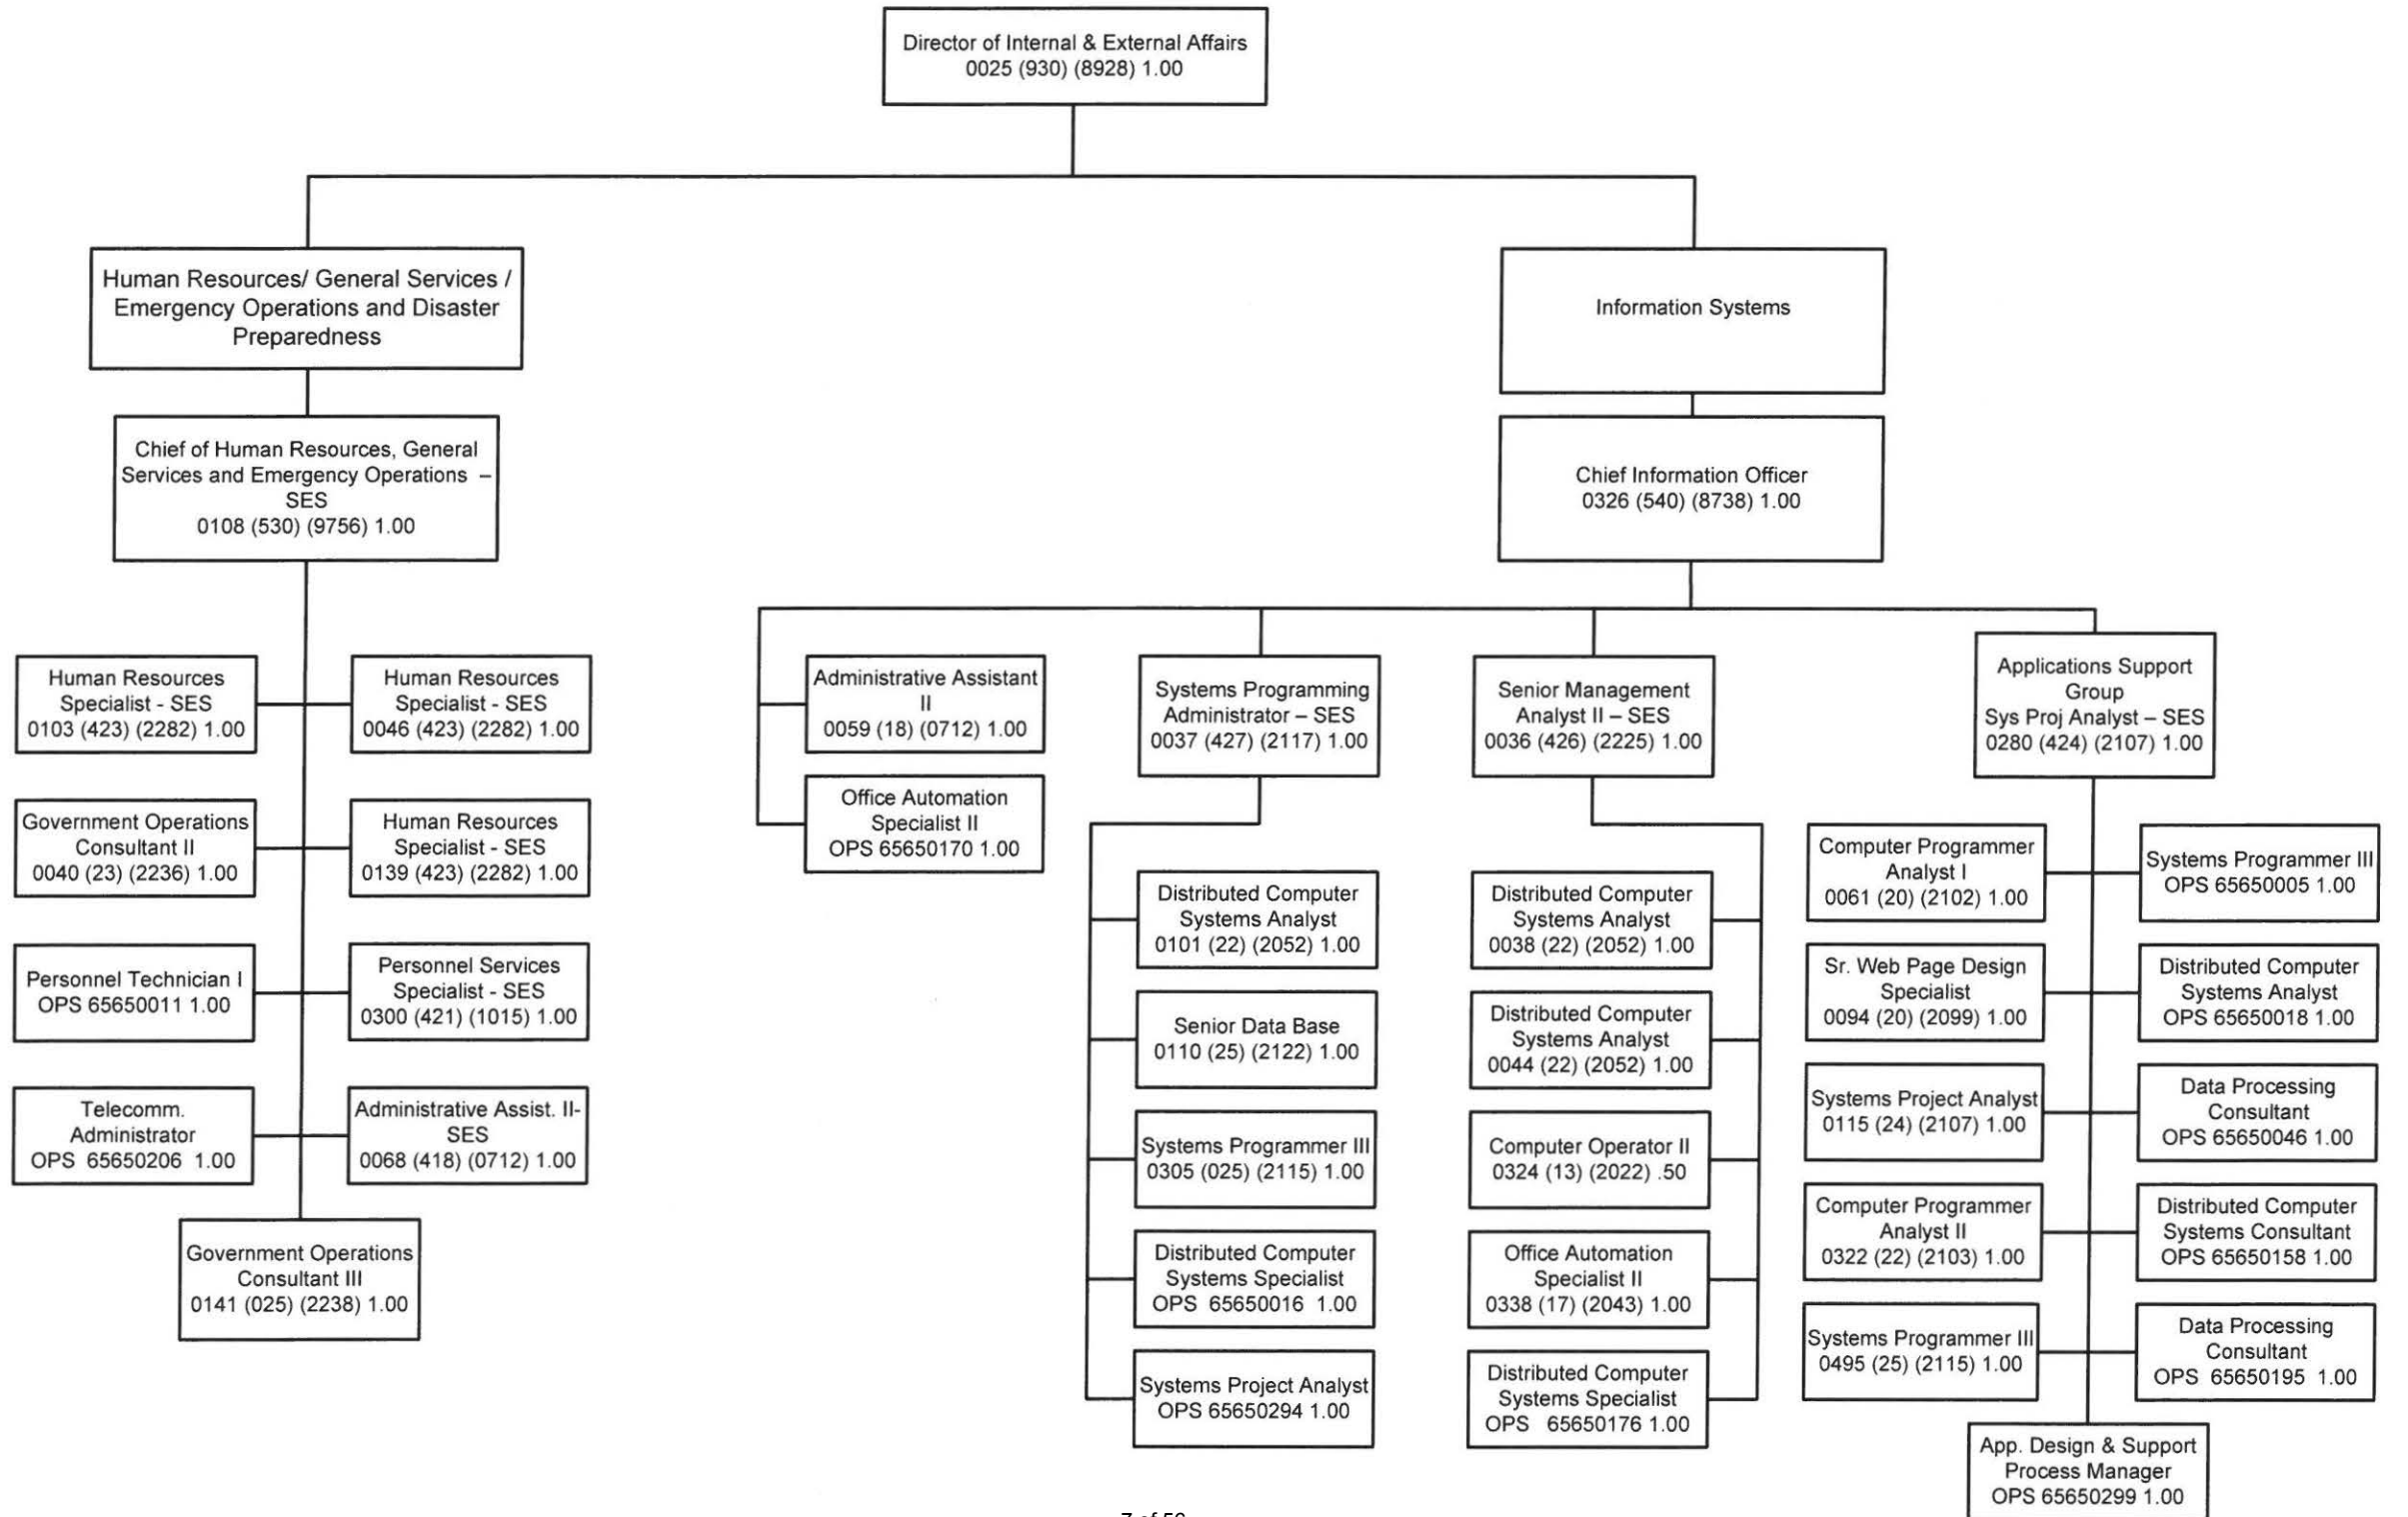 Director of Internal & External Affairs
0025 (930) (8928) 1.00
Human Resources/ General Services /
Emergency Operations and Disaster
Preparedness
Information Systems
Chief of Human Resources, General
Services and Emergency Operations –
SES
0108 (530) (9756) 1.00
Chief Information Officer
0326 (540) (8738) 1.00
Human Resources
Specialist - SES
0103 (423) (2282) 1.00
Human Resources
Specialist - SES
0046 (423) (2282) 1.00
Government Operations
Consultant II
0040 (23) (2236) 1.00
Human Resources
Specialist - SES
0139 (423) (2282) 1.00
Personnel Technician I
OPS 65650011 1.00
Personnel Services
Specialist - SES
0300 (421) (1015) 1.00
Telecomm.
Administrator
OPS 65650206 1.00
Administrative Assist. II-
SES
0068 (418) (0712) 1.00
Government Operations
Consultant III
0141 (025) (2238) 1.00
Administrative Assistant
II
0059 (18) (0712) 1.00
Office Automation
Specialist II
OPS 65650170 1.00
Systems Programming
Administrator – SES
0037 (427) (2117) 1.00
Distributed Computer
Systems Analyst
0101 (22) (2052) 1.00
Senior Data Base
0110 (25) (2122) 1.00
Systems Programmer III
0305 (025) (2115) 1.00
Distributed Computer
Systems Specialist
OPS 65650016 1.00
Systems Project Analyst
OPS 65650294 1.00
Senior Management
Analyst II – SES
0036 (426) (2225) 1.00
Distributed Computer
Systems Analyst
0038 (22) (2052) 1.00
Distributed Computer
Systems Analyst
0044 (22) (2052) 1.00
Computer Operator II
0324 (13) (2022) .50
Office Automation
Specialist II
0338 (17) (2043) 1.00
Distributed Computer
Systems Specialist
OPS 65650176 1.00
Applications Support
Group
Sys Proj Analyst – SES
0280 (424) (2107) 1.00
Computer Programmer
Analyst I
0061 (20) (2102) 1.00
Systems Programmer III
OPS 65650005 1.00
Sr. Web Page Design
Specialist
0094 (20) (2099) 1.00
Distributed Computer
Systems Analyst
OPS 65650018 1.00
Systems Project Analyst
0115 (24) (2107) 1.00
Data Processing
Consultant
OPS 65650046 1.00
Computer Programmer
Analyst II
0322 (22) (2103) 1.00
Distributed Computer
Systems Consultant
OPS 65650158 1.00
Systems Programmer III
0495 (25) (2115) 1.00
Data Processing
Consultant
OPS 65650195 1.00
App. Design & Support
Process Manager
OPS 65650299 1.00